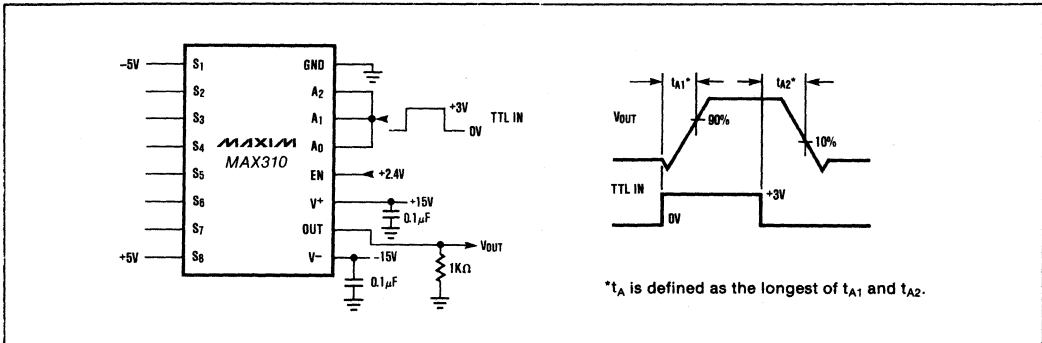 -5V
S1
S2
S3
S4
S5
S6
S7
S8
+5V
MAXIM
MAX310
GND
A2
A1
A0
EN
V+
OUT
V-
+3V
0V
TTL IN
+2.4V
+15V
0.1µF
VOUT
-15V
0.1µF
1KΩ
tA1*
tA2*
VOUT
90%
10%
TTL IN
+3V
0V
*tA is defined as the longest of tA1 and tA2.